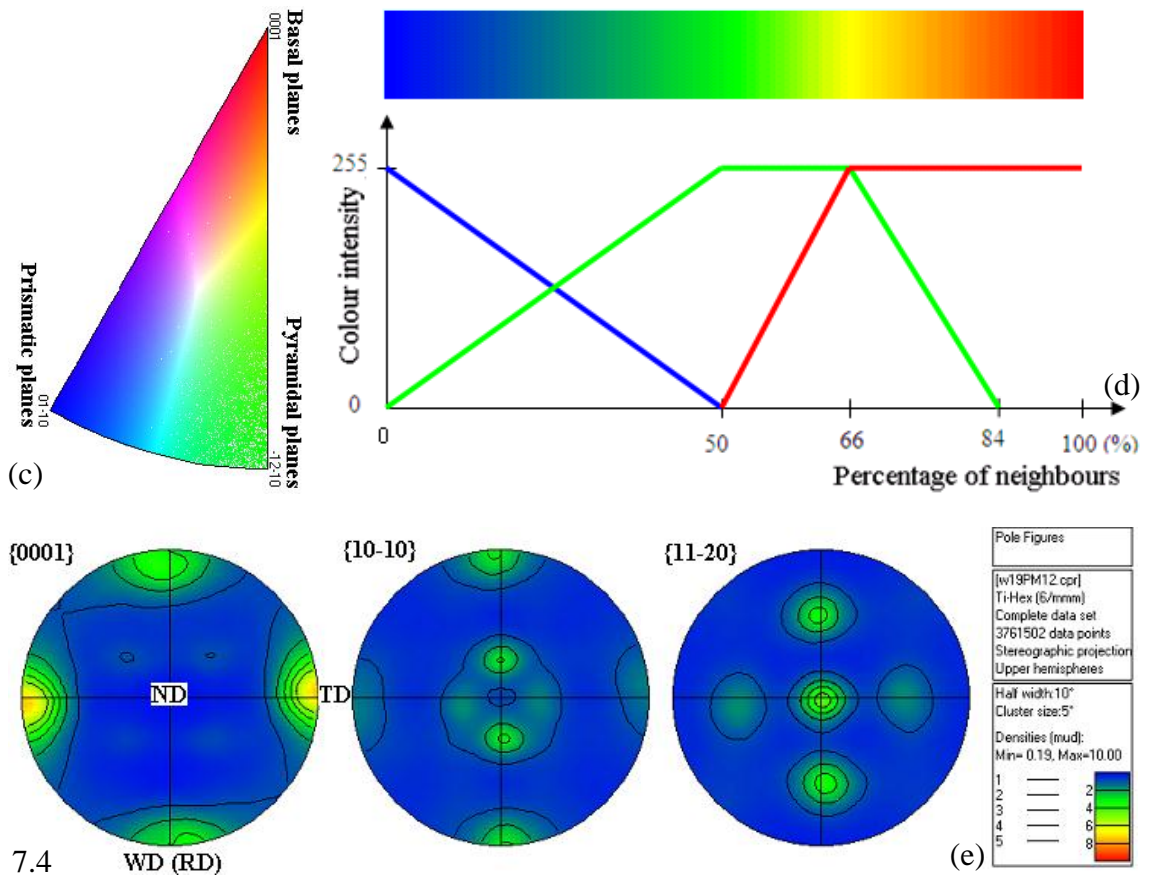 0001
Basal planes
Prismatic planes
01-10
Pyramidal planes
-12-10
(c)
255
0
Colour intensity
0
50
66
84
100 (%)
Percentage of neighbours
(d)
{0001}
ND
TD
WD (RD)
{10-10}
{11-20}
Pole Figures
[w19PM12.cpr]
Ti-Hex (6/mmm)
Complete data set
3761502 data points
Stereographic projection
Upper hemispheres
Half width:10°
Cluster size:5°
Densities (mud):
Min= 0.19, Max=10.00
1
2
3
4
5
2
4
6
8
(e)
7.4